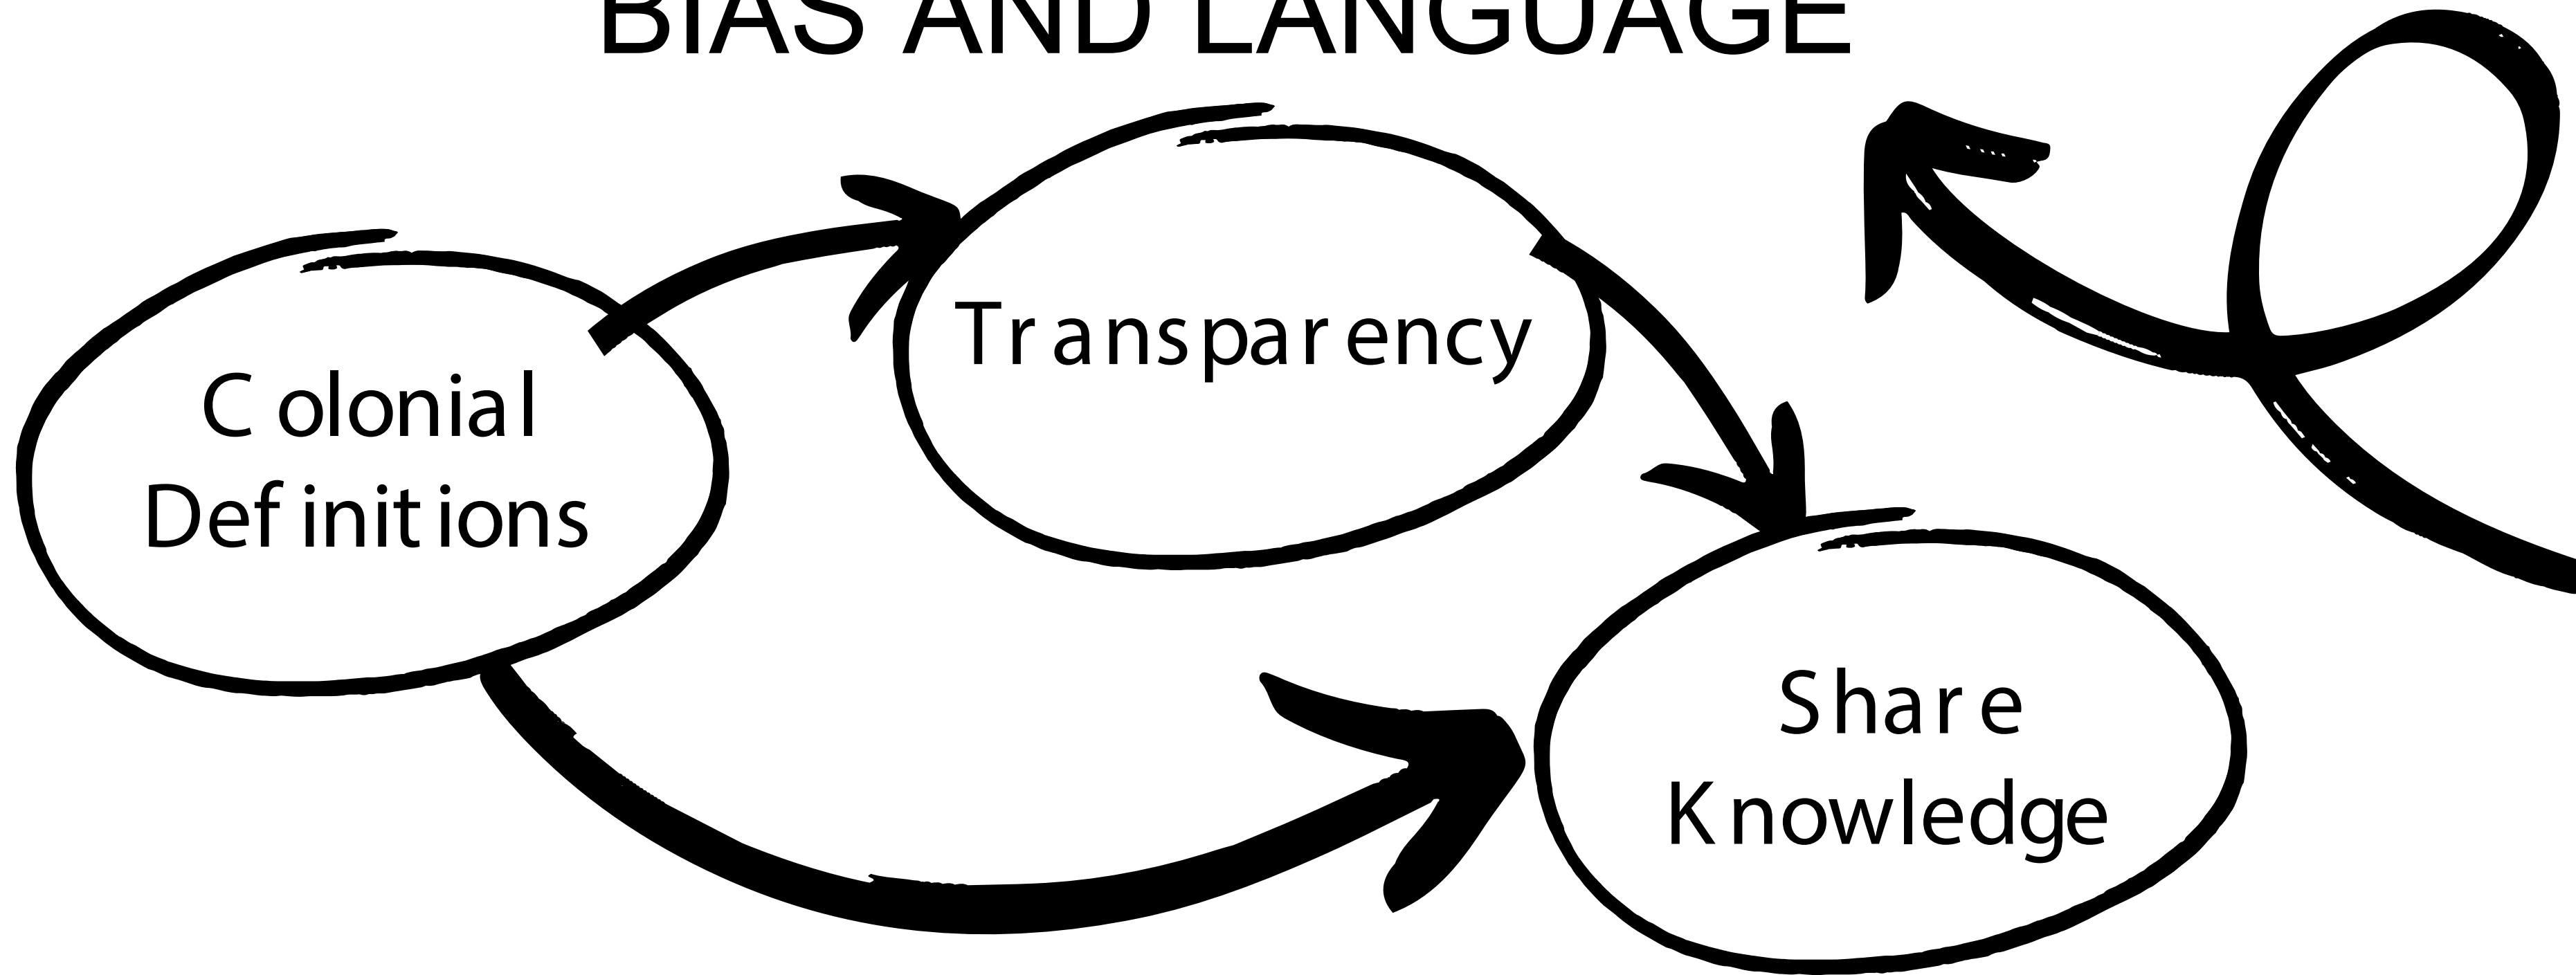 BIAS AND LANGUAGE
Transparency
Colonial
Definitions
Share
Knowledge